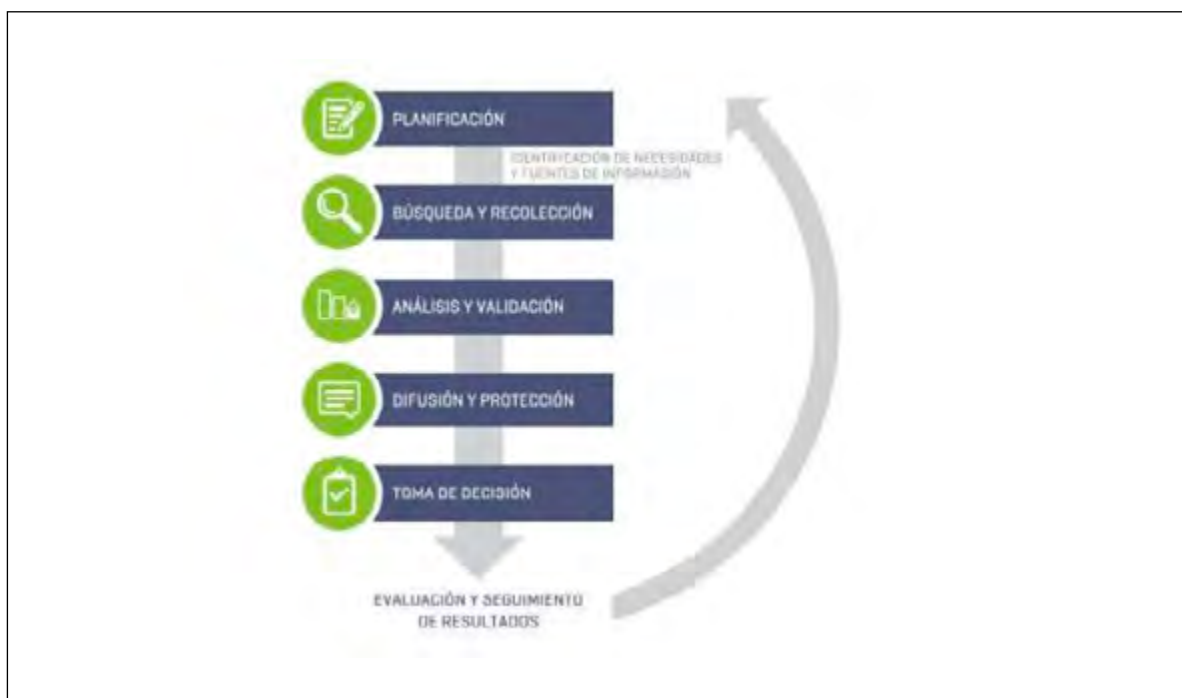 PLANIFICACIÓN
IDENTIFICACIÓN DE NECESIDADES
Y FUENTES DE INFORMACIÓN
BÚSQUEDA Y RECOLECCIÓN
ANÁLISIS Y VALIDACIÓN
DIFUSIÓN Y PROTECCIÓN
TOMA DE DECISIÓN
EVALUACIÓN Y SEGUIMIENTO
DE RESULTADOS